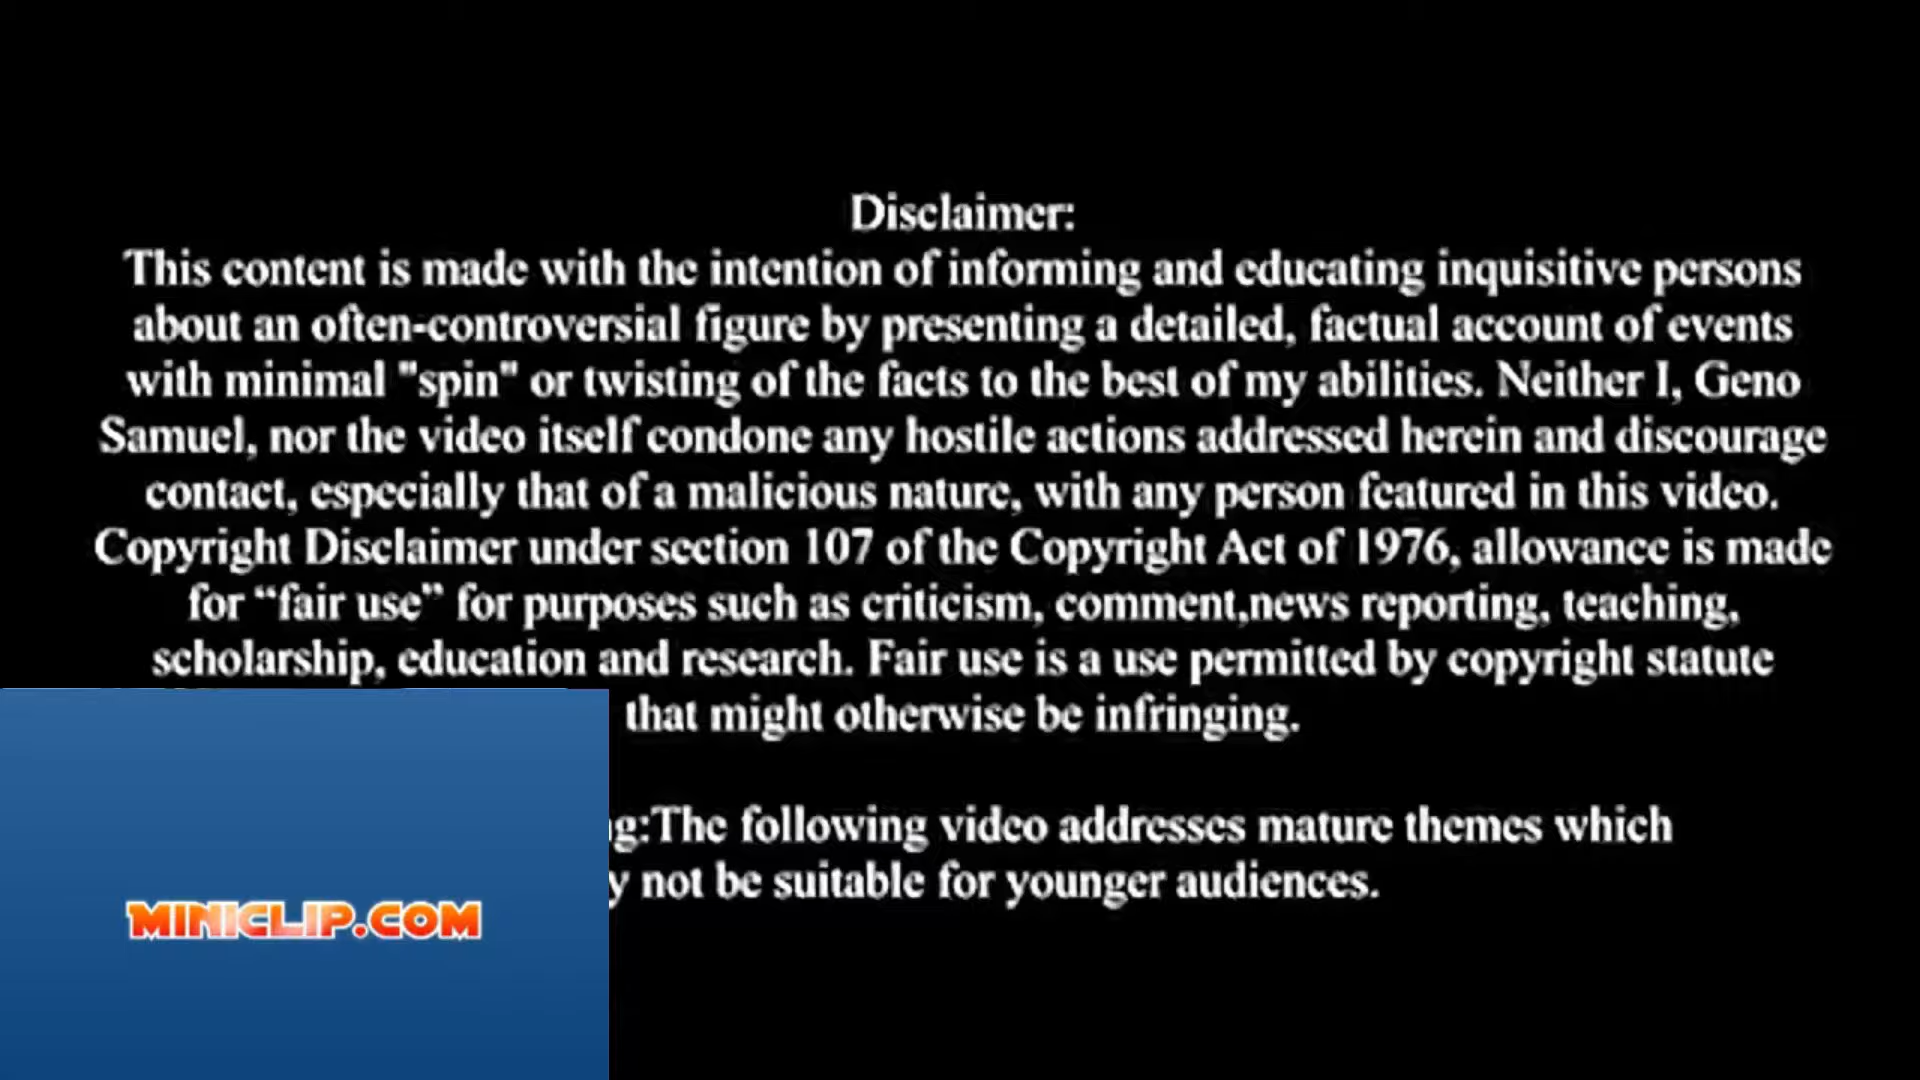 Disclaimer:
This content is made with the intention of informing and educating inquisitive persons
about an often-controversial figure by presenting a detailed, factual account of events
with minimal "spin" or twisting of the facts to the best of my abilities. Neither I, Geno
Samuel, nor the video itself condone any hostile actions addressed herein and discourage
contact, especially that of a malicious nature, with any person featured in this video.
Copyright Disclaimer under section 107 of the Copyright Act of 1976, allowance is made
for “fair use” for purposes such as criticism, comment,news reporting, teaching,
scholarship, education and research. Fair use is a use permitted by copyright statute
that might otherwise be infringing.
g:The following video addresses mature themes which
y not be suitable for younger audiences.
MINICLIP.COM